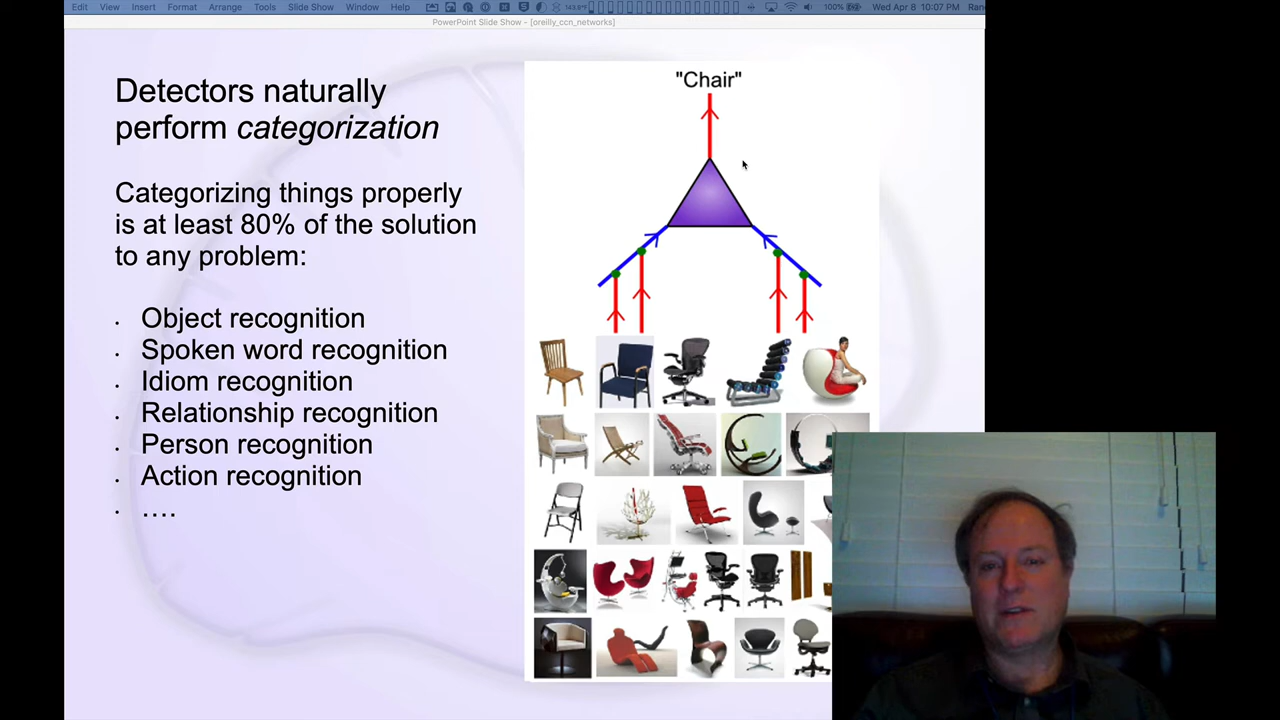 Edit View Insert Format Arrange Tools Slide Show Window Help 100% Wed Apr 8 10:07 PM
PowerPoint Slide Show - [oreilly_ccn_networks]
Detectors naturally
perform categorization
Categorizing things properly
is at least 80% of the solution
to any problem:
• Object recognition
• Spoken word recognition
• Idiom recognition
• Relationship recognition
• Person recognition
• Action recognition
• ....
"Chair"